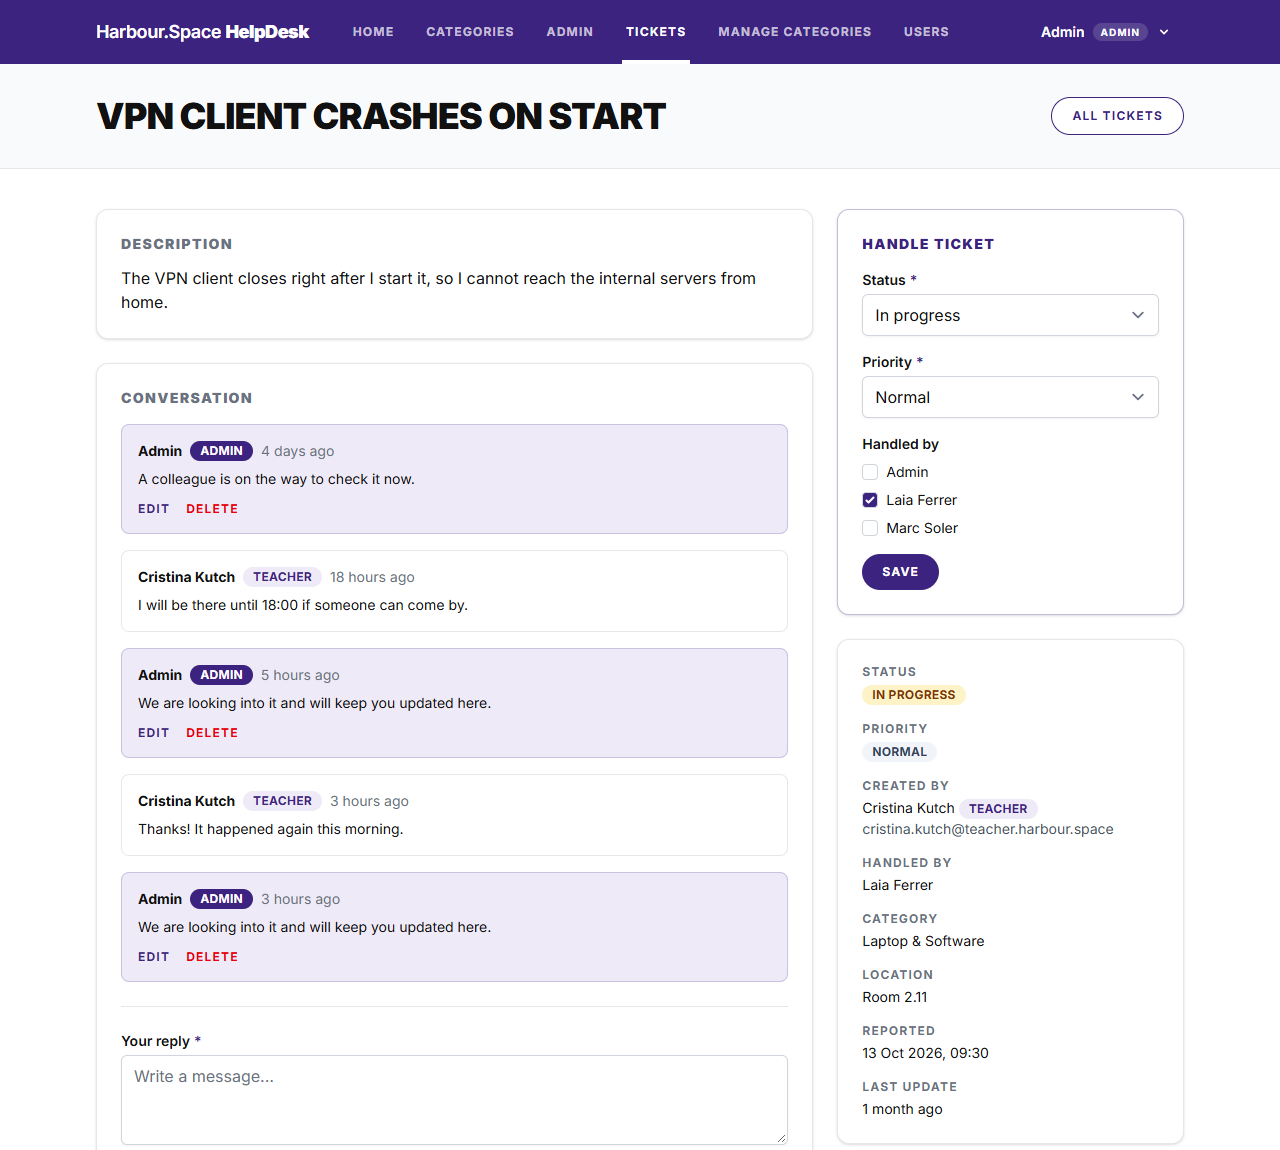 Harbour.Space HelpDesk
HOME
CATEGORIES
ADMIN
TICKETS
MANAGE CATEGORIES
USERS
Admin ADMIN
VPN CLIENT CRASHES ON START
ALL TICKETS
DESCRIPTION
The VPN client closes right after I start it, so I cannot reach the internal servers from
home.
CONVERSATION
Admin ADMIN 4 days ago
A colleague is on the way to check it now.
EDIT DELETE
Cristina Kutch TEACHER 18 hours ago
I will be there until 18:00 if someone can come by.
Admin ADMIN 5 hours ago
We are looking into it and will keep you updated here.
EDIT DELETE
Cristina Kutch TEACHER 3 hours ago
Thanks! It happened again this morning.
Admin ADMIN 3 hours ago
We are looking into it and will keep you updated here.
EDIT DELETE
Your reply *
Write a message...
HANDLE TICKET
Status *
In progress
Priority *
Normal
Handled by
Admin
Laia Ferrer
Marc Soler
SAVE
STATUS
IN PROGRESS
PRIORITY
NORMAL
CREATED BY
Cristina Kutch TEACHER
cristina.kutch@teacher.harbour.space
HANDLED BY
Laia Ferrer
CATEGORY
Laptop & Software
LOCATION
Room 2.11
REPORTED
13 Oct 2026, 09:30
LAST UPDATE
1 month ago